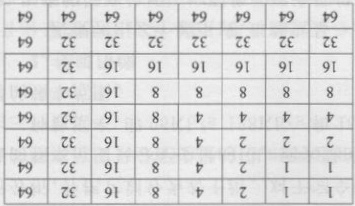 1 1 2 4 8 16 32 64
1 1 2 4 8 16 32 64
2 2 2 4 8 16 32 64
4 4 4 4 8 16 32 64
8 8 8 8 8 16 32 64
16 16 16 16 16 16 32 64
32 32 32 32 32 32 32 64
64 64 64 64 64 64 64 64